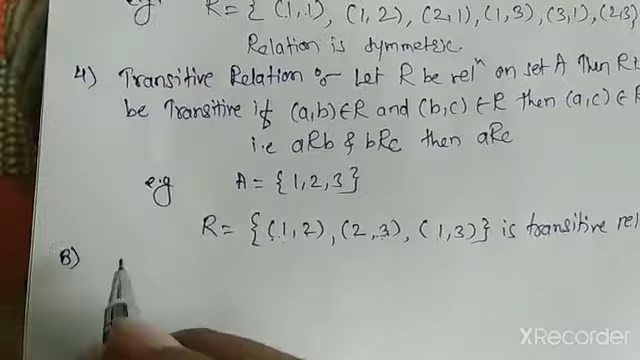 e.g. R = { (1,1), (1,2), (2,1), (1,3), (3,1), (2,3)
Relation is symmetric.
4) Transitive Relation :- Let R be relⁿ on set A Then R is
be Transitive if (a,b)∈R and (b,c)∈R then (a,c)∈R
i.e aRb & bRc then aRc
e.g A = {1,2,3}
R = {(1,2), (2,3), (1,3)} is transitive rel
B)
XRecorder